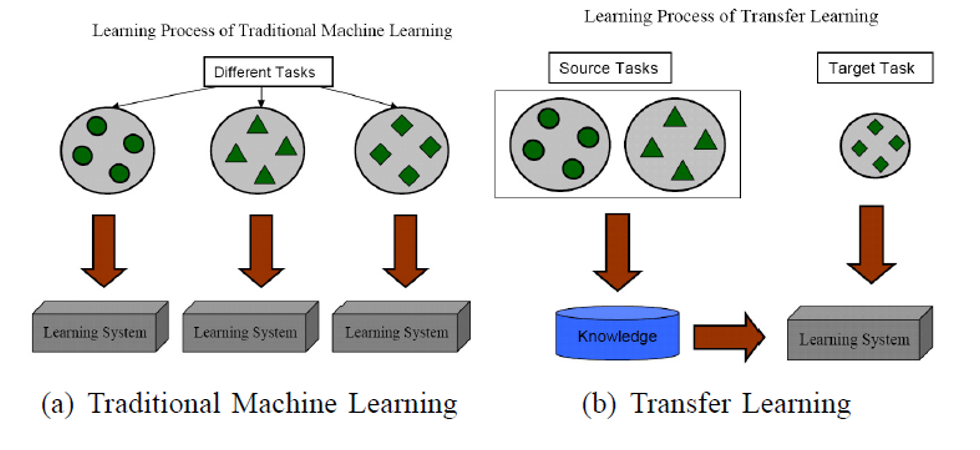 Learning Process of Traditional Machine Learning
Different Tasks
Learning System
Learning System
Learning System
(a) Traditional Machine Learning
Learning Process of Transfer Learning
Source Tasks
Target Task
Knowledge
Learning System
(b) Transfer Learning